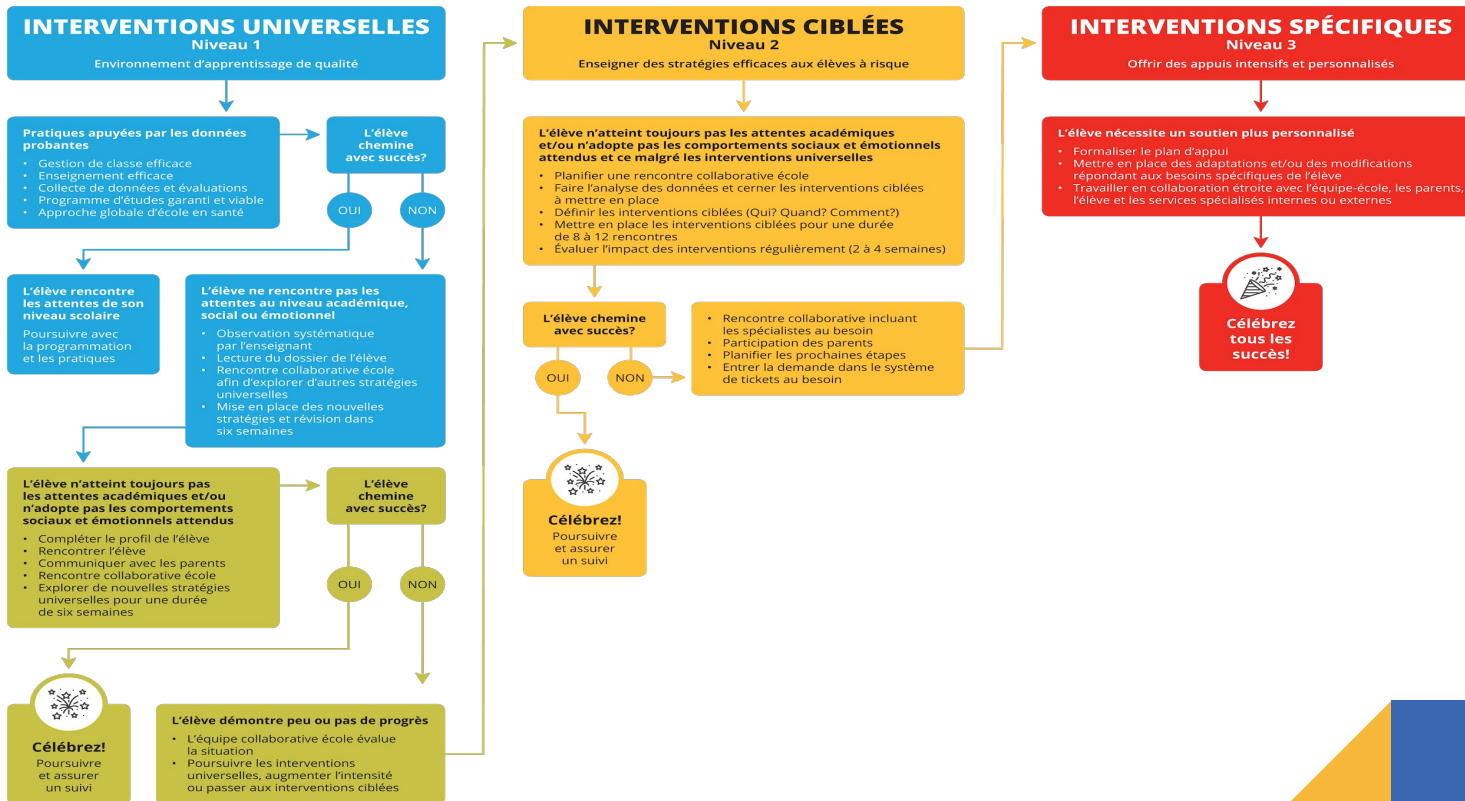 INTERVENTIONS UNIVERSELLES
Niveau 1
Environnement d'apprentissage de qualité
Pratiques apuyées par les données
probantes
• Gestion de classe efficace
• Enseignement efficace
• Collecte de données et évaluations
• Programme d'études garanti et viable
• Approche globale d'école en santé
L'élève
chemine
avec succès?
OUI
NON
L'élève rencontre
les attentes de son
niveau scolaire
Poursuivre avec
la programmation
et les pratiques
L'élève ne rencontre pas les
attentes au niveau académique,
social ou émotionnel
• Observation systématique
par l'enseignant
• Lecture du dossier de l'élève
• Rencontre collaborative école
afin d'explorer d'autres stratégies
universelles
• Mise en place des nouvelles
stratégies et révision dans
six semaines
L'élève n'atteint toujours pas
les attentes académiques et/ou
n'adopte pas les comportements
sociaux et émotionnels attendus
• Compléter le profil de l'élève
• Rencontrer l'élève
• Communiquer avec les parents
• Rencontre collaborative école
• Explorer de nouvelles stratégies
universelles pour une durée
de six semaines
L'élève
chemine
avec succès?
OUI
NON
Célébrez!
Poursuivre
et assurer
un suivi
L'élève démontre peu ou pas de progrès
• L'équipe collaborative école évalue
la situation
• Poursuivre les interventions
universelles, augmenter l'intensité
ou passer aux interventions ciblées
INTERVENTIONS CIBLÉES
Niveau 2
Enseigner des stratégies efficaces aux élèves à risque
L'élève n'atteint toujours pas les attentes académiques
et/ou n'adopte pas les comportements sociaux et émotionnels
attendus et ce malgré les interventions universelles
• Planifier une rencontre collaborative école
• Faire l'analyse des données et cerner les interventions ciblées
à mettre en place
• Définir les interventions ciblées (Qui? Quand? Comment?)
• Mettre en place les interventions ciblées pour une durée
de 8 à 12 rencontres
• Évaluer l'impact des interventions régulièrement (2 à 4 semaines)
L'élève chemine
avec succès?
OUI
NON
• Rencontre collaborative incluant
les spécialistes au besoin
• Participation des parents
• Planifier les prochaines étapes
• Entrer la demande dans le système
de tickets au besoin
Célébrez!
Poursuivre
et assurer
un suivi
INTERVENTIONS SPÉCIFIQUES
Niveau 3
Offrir des appuis intensifs et personnalisés
L'élève nécessite un soutien plus personnalisé
• Formaliser le plan d'appui
• Mettre en place des adaptations et/ou des modifications
répondant aux besoins spécifiques de l'élève
• Travailler en collaboration étroite avec l'équipe-école, les parents,
l'élève et les services spécialisés internes ou externes
Célébrez
tous les
succès!